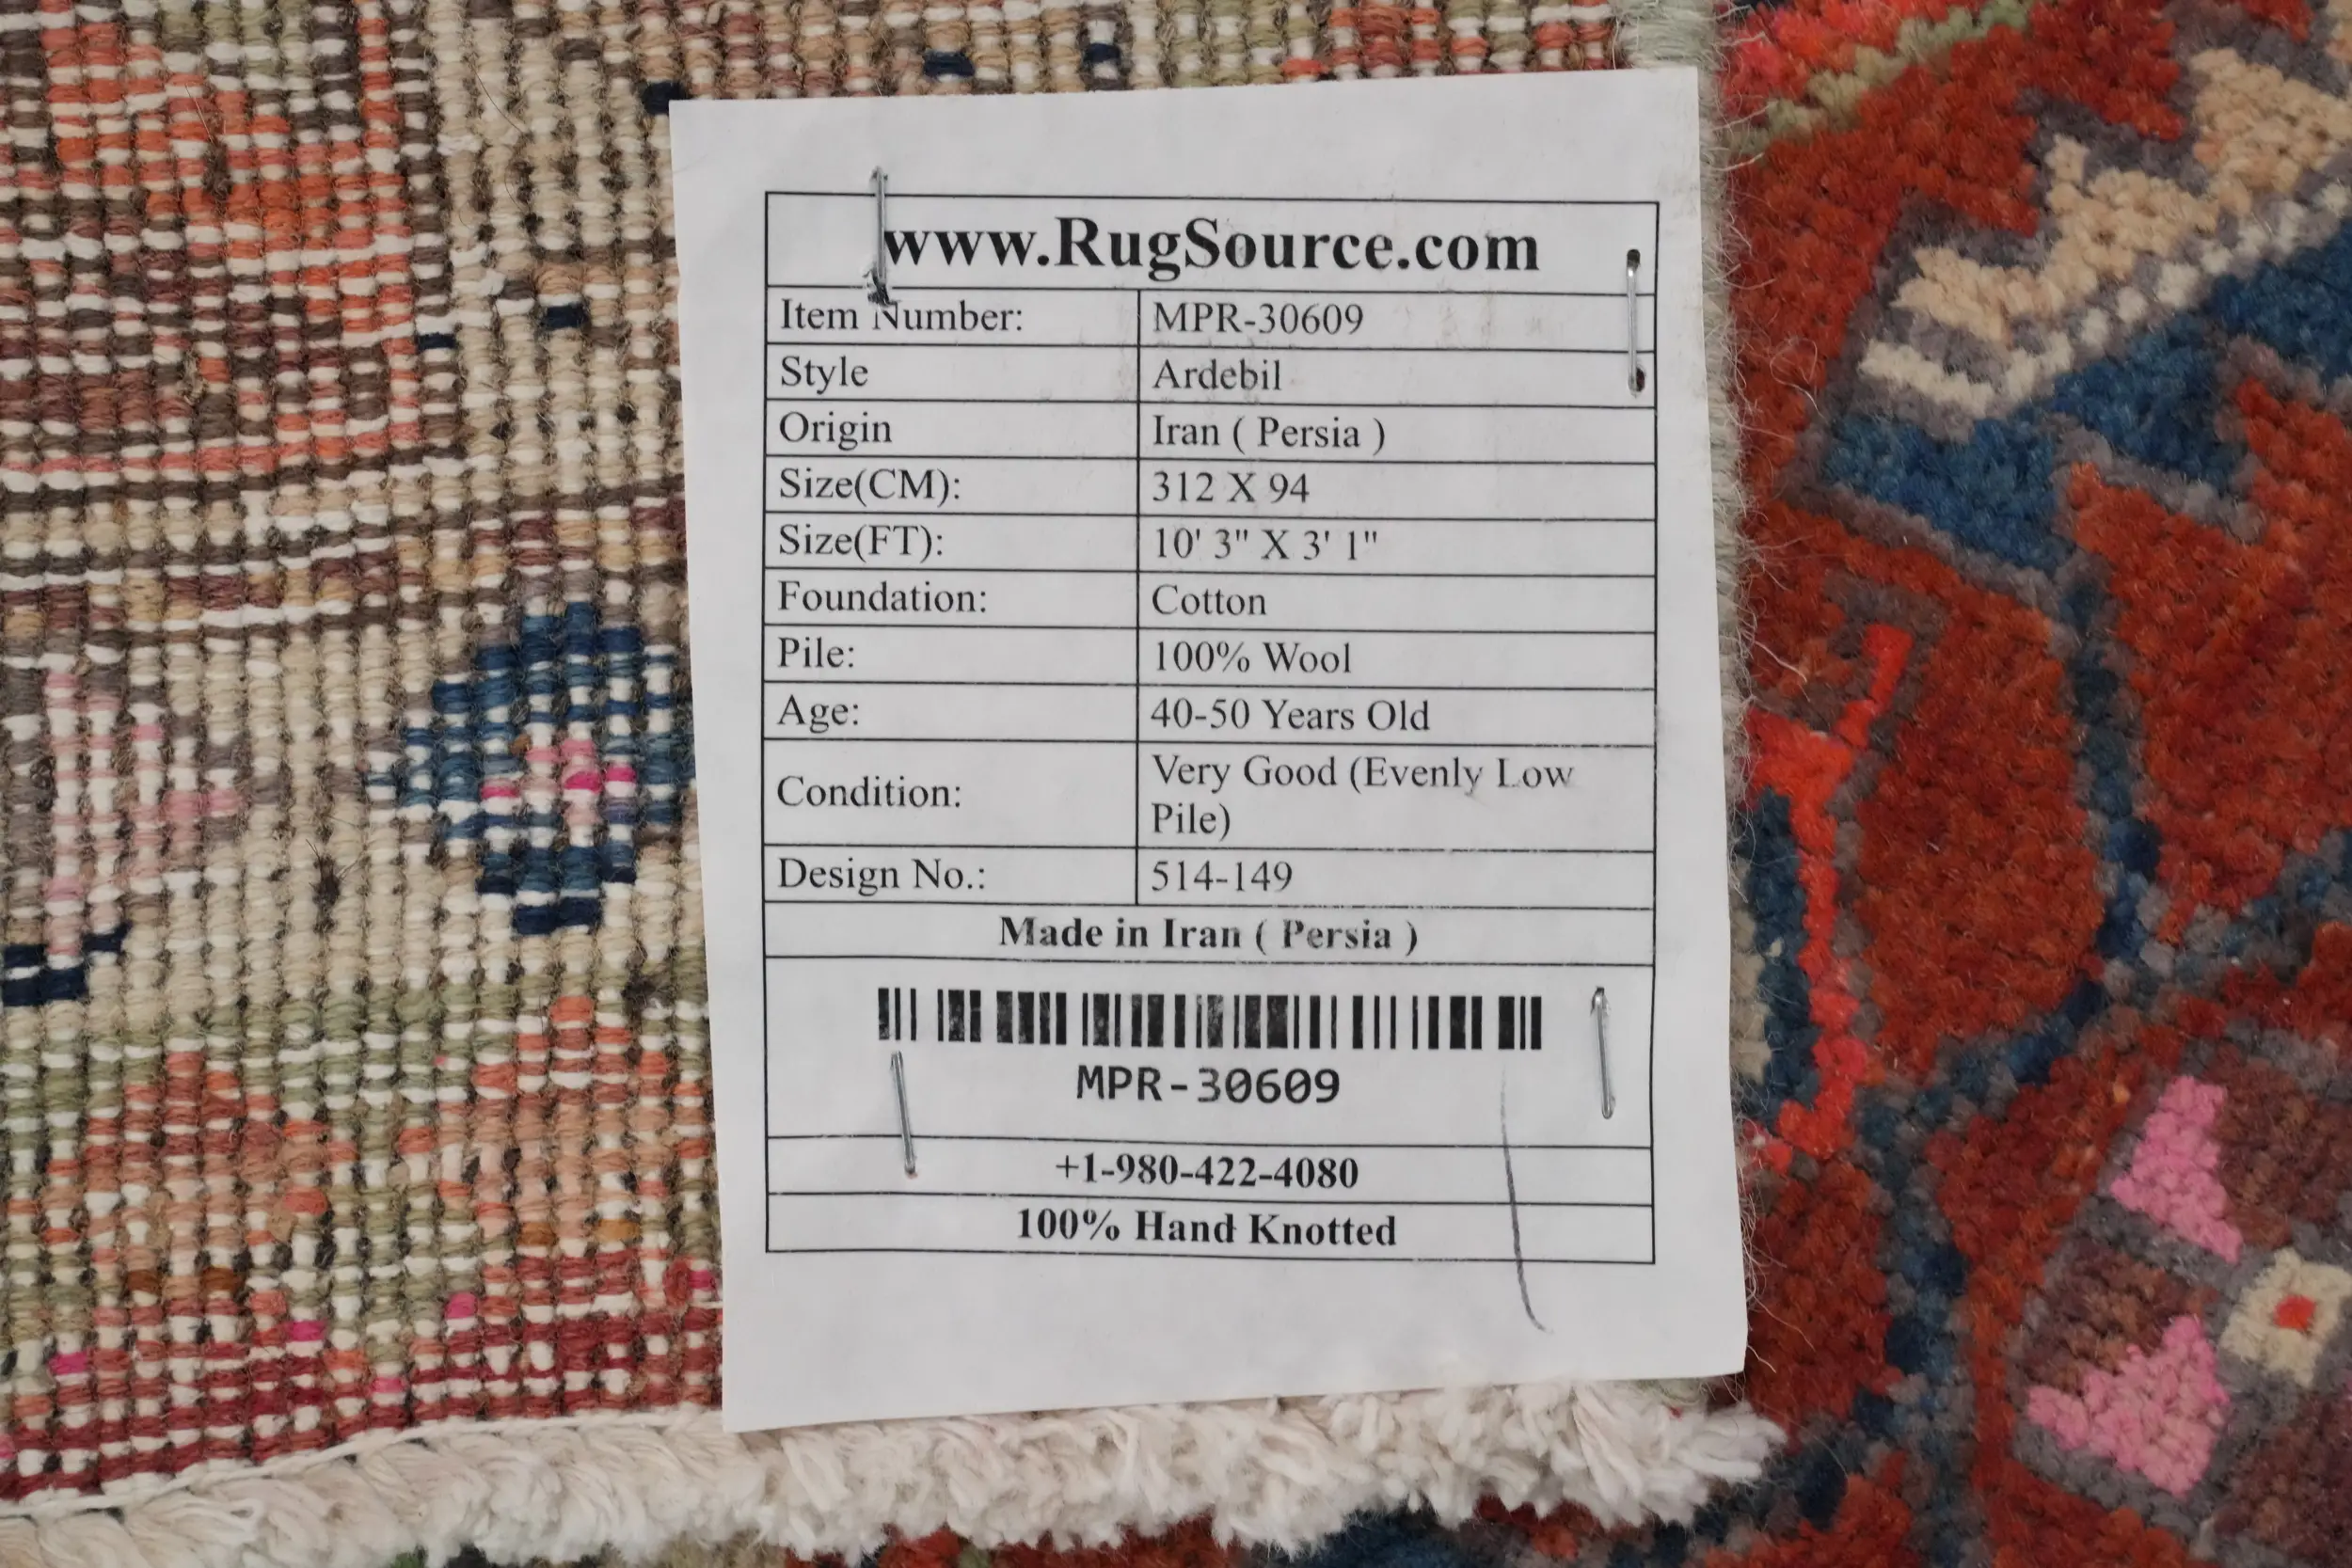 www.RugSource.com
Item Number: MPR-30609
Style Ardebil
Origin Iran ( Persia )
Size(CM): 312 X 94
Size(FT): 10' 3" X 3' 1"
Foundation: Cotton
Pile: 100% Wool
Age: 40-50 Years Old
Condition: Very Good (Evenly Low
Pile)
Design No.: 514-149
Made in Iran ( Persia )
MPR-30609
+1-980-422-4080
100% Hand Knotted